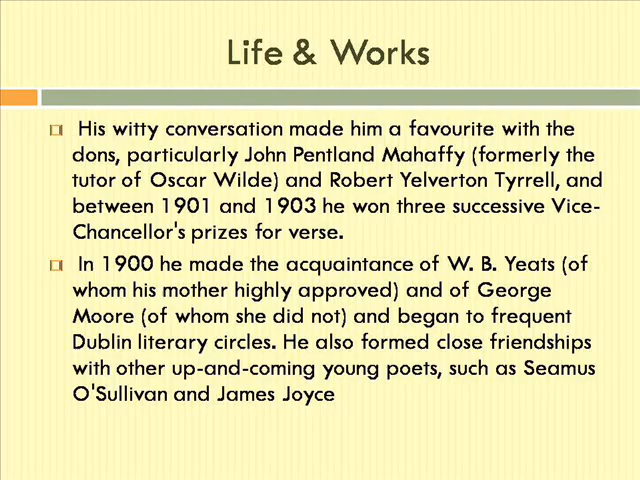 Life & Works
His witty conversation made him a favourite with the
dons, particularly John Pentland Mahaffy (formerly the
tutor of Oscar Wilde) and Robert Yelverton Tyrrell, and
between 1901 and 1903 he won three successive Vice-
Chancellor's prizes for verse.
In 1900 he made the acquaintance of W. B. Yeats (of
whom his mother highly approved) and of George
Moore (of whom she did not) and began to frequent
Dublin literary circles. He also formed close friendships
with other up-and-coming young poets, such as Seamus
O'Sullivan and James Joyce